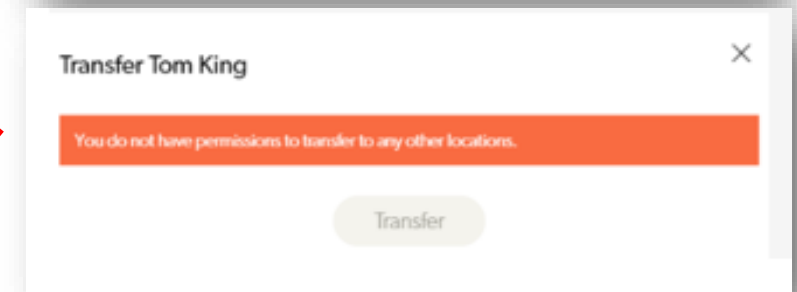 Transfer Tom King
You do not have permissions to transfer to any other locations.
Transfer